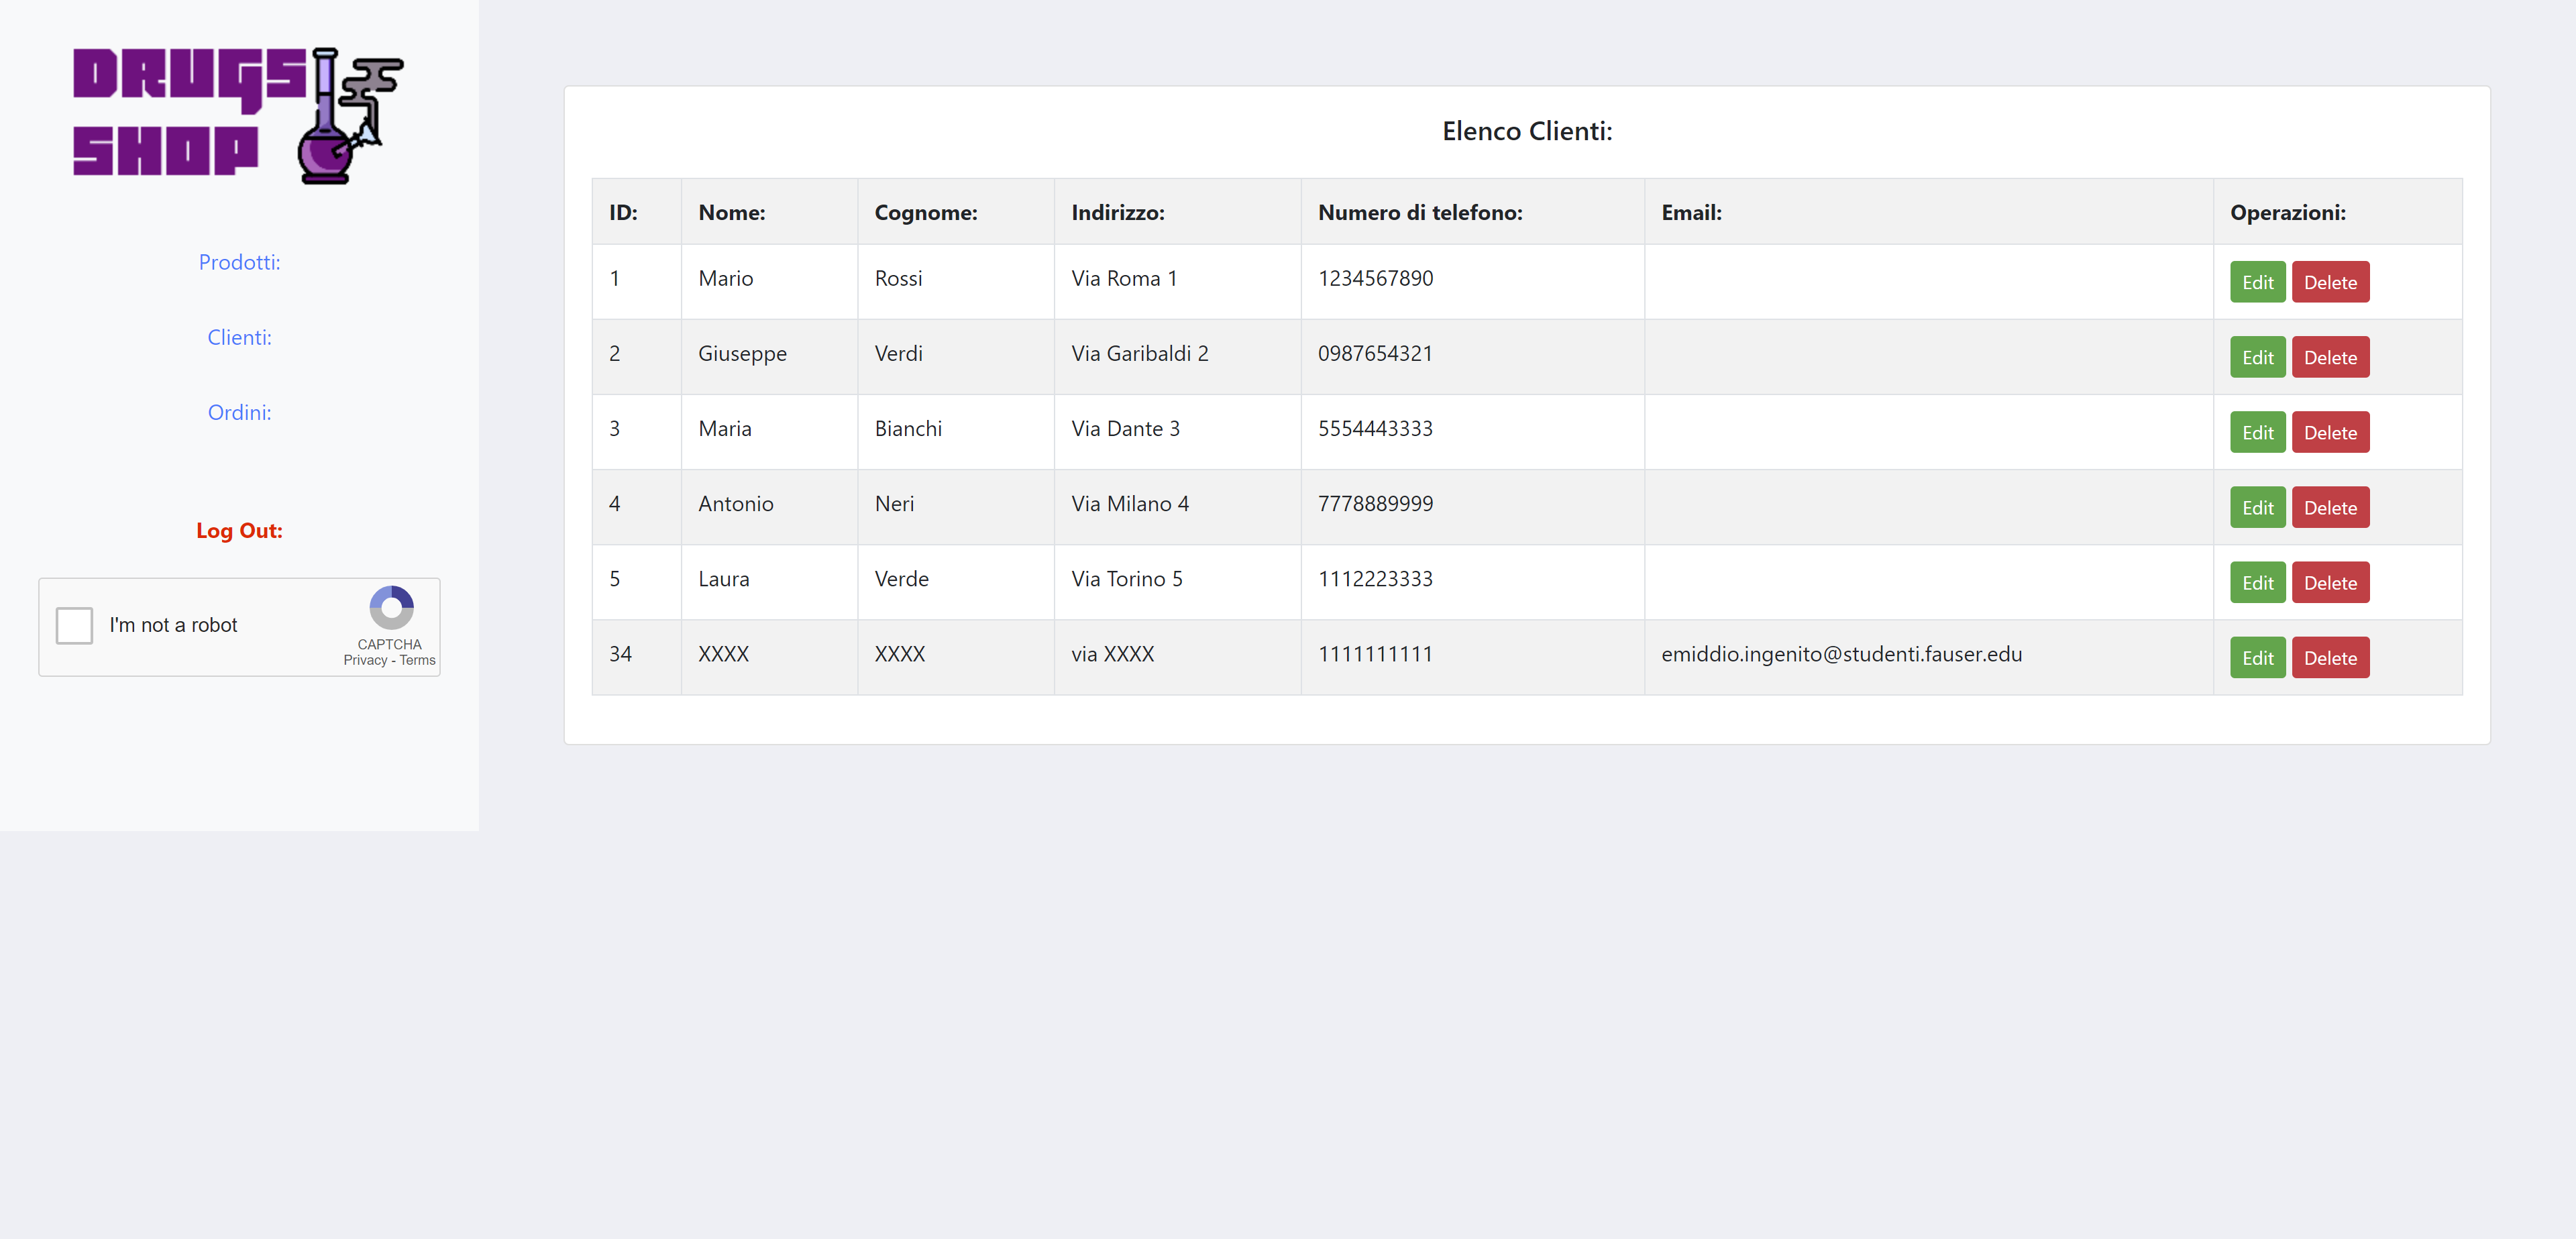 DRUGS
SHOP
Prodotti:
Clienti:
Ordini:
Log Out:
I'm not a robot
CAPTCHA
Privacy - Terms
Elenco Clienti:
ID: Nome: Cognome: Indirizzo: Numero di telefono: Email: Operazioni:
1 Mario Rossi Via Roma 1 1234567890 Edit Delete
2 Giuseppe Verdi Via Garibaldi 2 0987654321 Edit Delete
3 Maria Bianchi Via Dante 3 5554443333 Edit Delete
4 Antonio Neri Via Milano 4 7778889999 Edit Delete
5 Laura Verde Via Torino 5 1112223333 Edit Delete
34 XXXX XXXX via XXXX 1111111111 emiddio.ingenito@studenti.fauser.edu Edit Delete